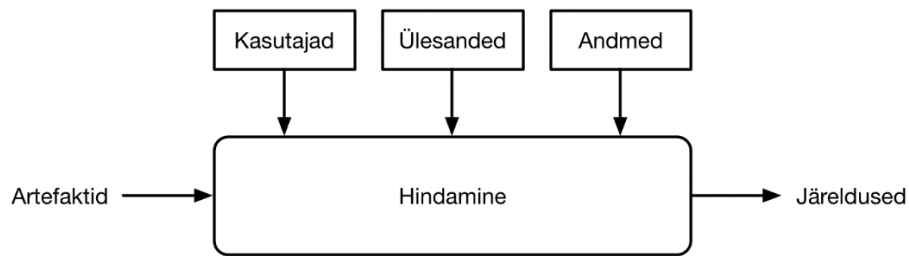 Kasutajad
Ülesanded
Andmed
Artefaktid
Hindamine
Järeldused